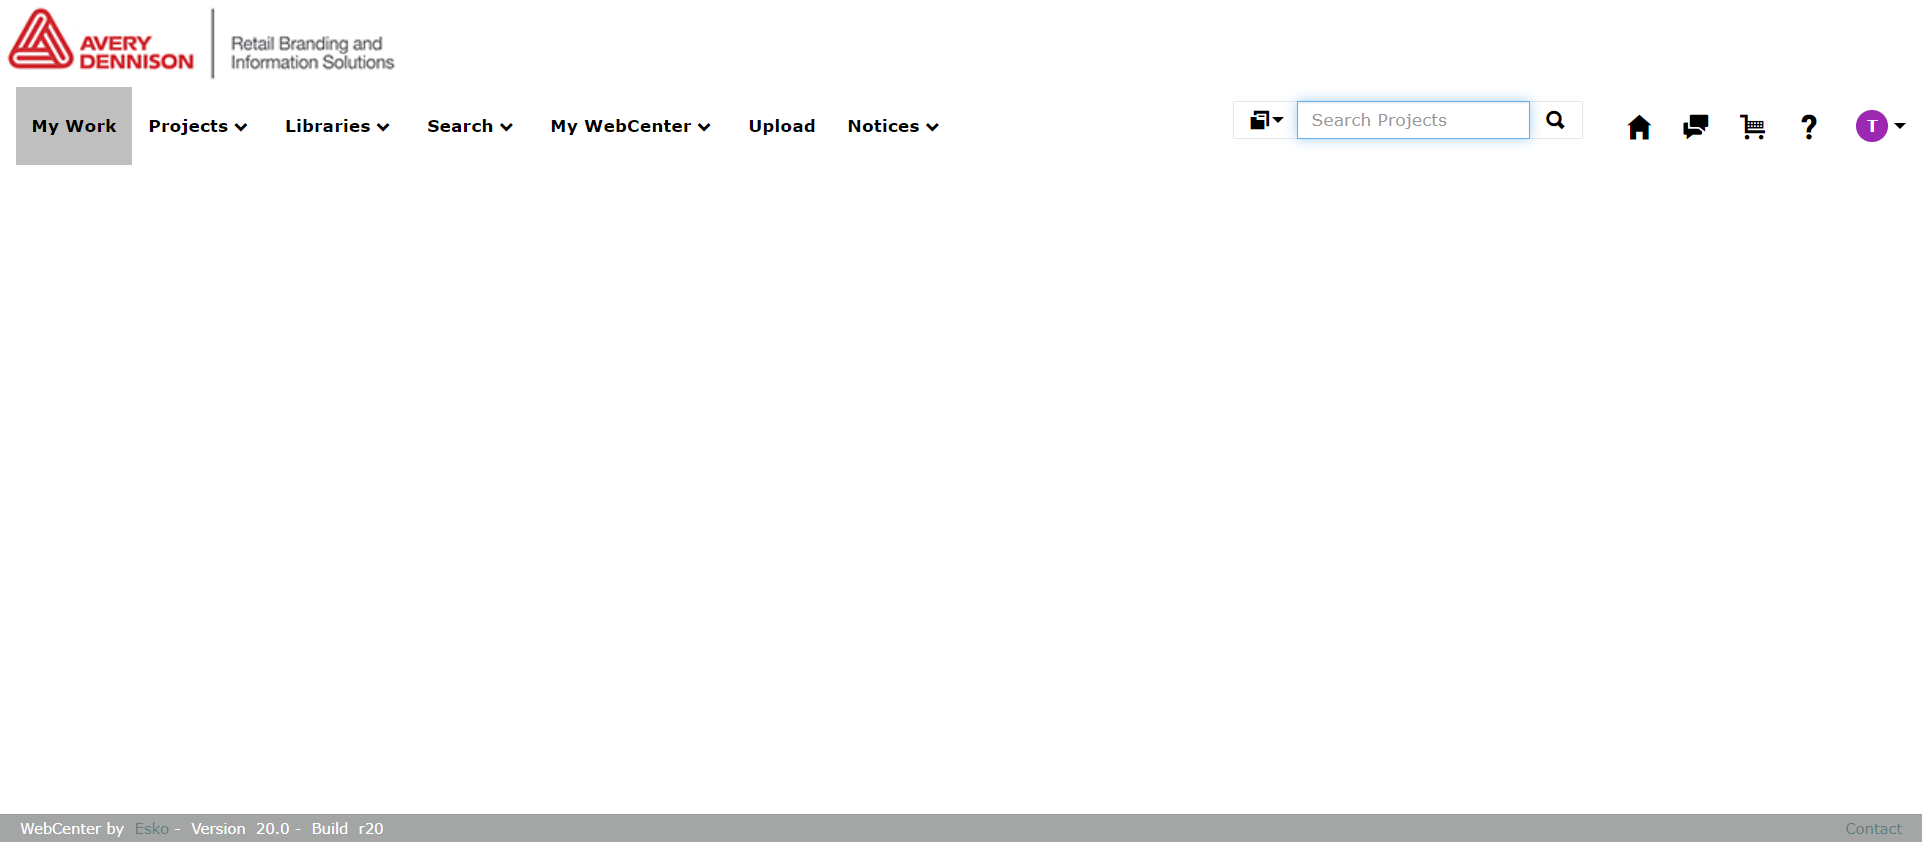 AVERY
DENNISON
Retail Branding and
Information Solutions
My Work Projects Libraries Search My WebCenter Upload Notices Search Projects ? T
WebCenter by Esko - Version 20.0 - Build r20 Contact